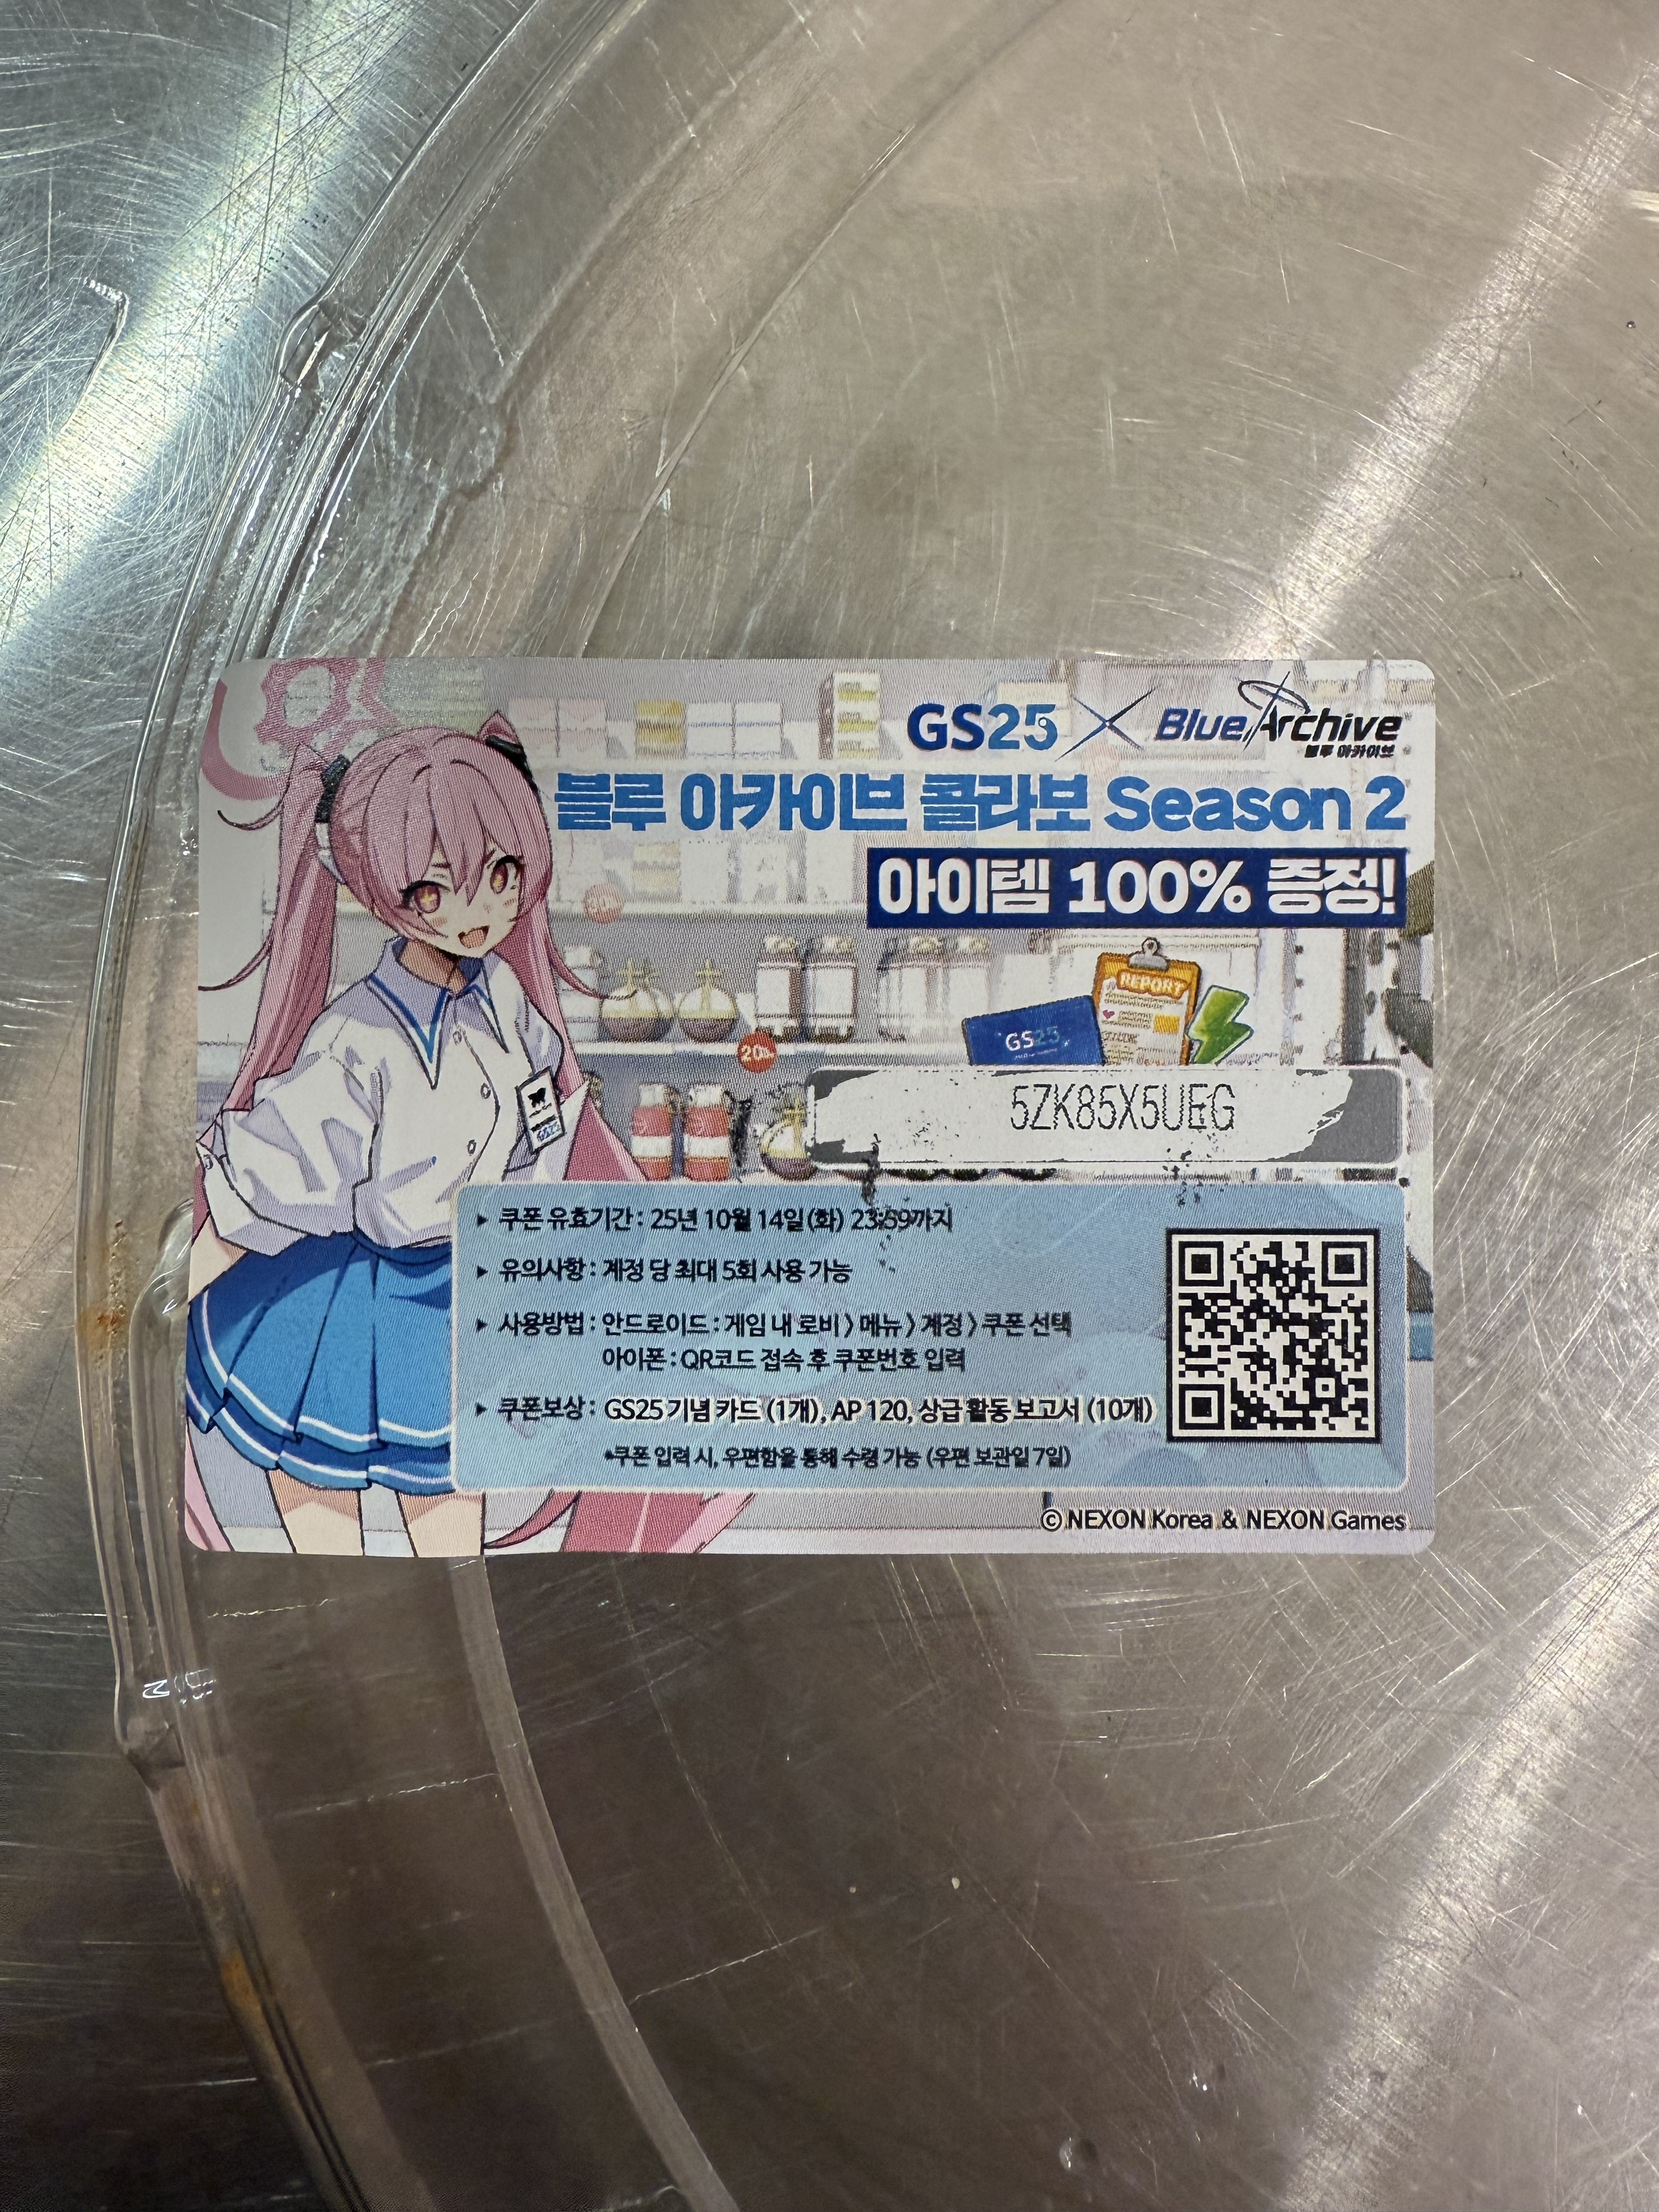 GS25 X Blue Archive
블루 아카이브
블루 아카이브 콜라보 Season 2
아이템 100% 증정!
REPORT
GS25
20%
5ZK85X5UEG
GS25
▸ 쿠폰 유효기간 : 25년 10월 14일(화) 23:59까지
▸ 유의사항 : 계정 당 최대 5회 사용 가능
▸ 사용방법 : 안드로이드 : 게임 내 로비 > 메뉴 > 계정 > 쿠폰 선택
아이폰 : QR코드 접속 후 쿠폰번호 입력
▸ 쿠폰보상 : GS25 기념 카드 (1개), AP 120, 상급 활동 보고서 (10개)
*쿠폰 입력 시, 우편함을 통해 수령 가능 (우편 보관일 7일)
© NEXON Korea & NEXON Games